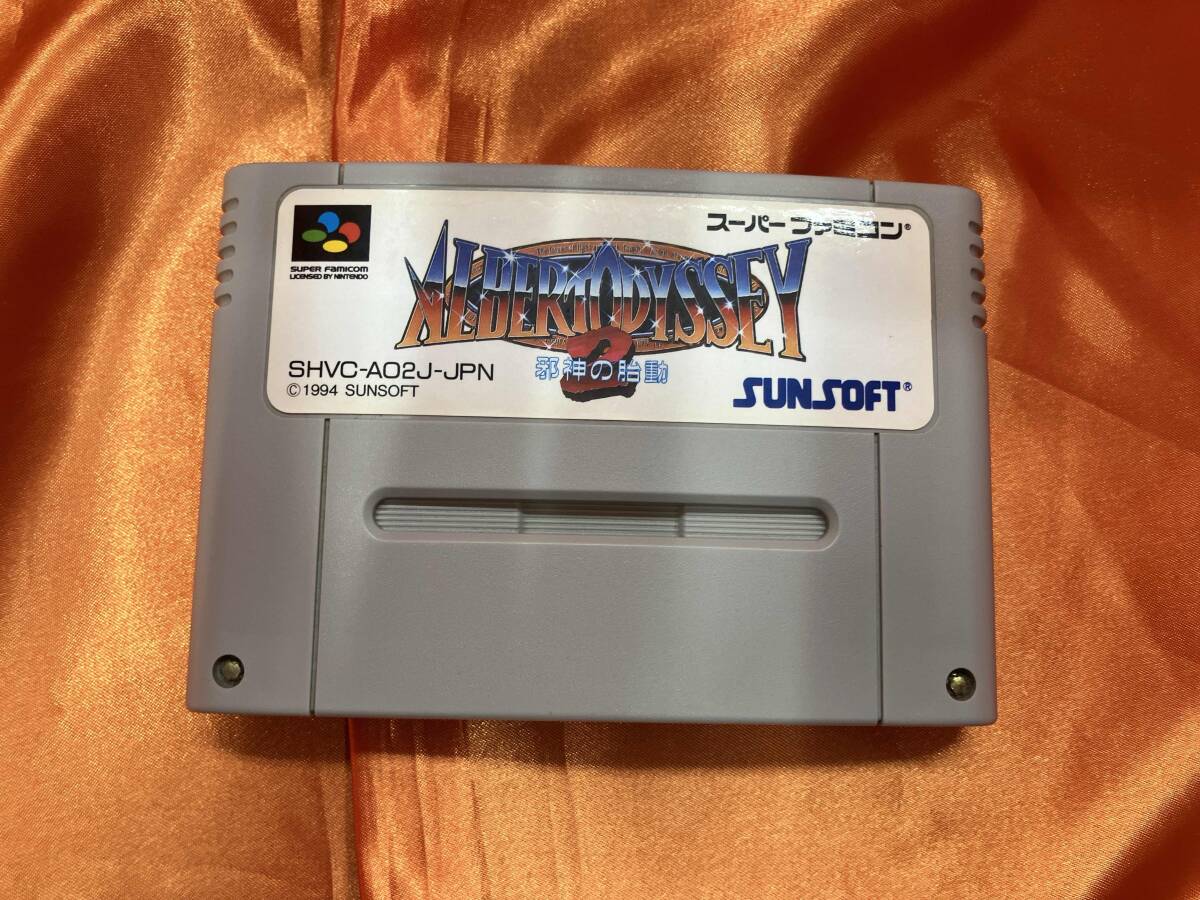 スーパーファミコン®
SUPER FAMICOM
LICENSED BY NINTENDO
ALBERT ODYSSEY
2
邪神の胎動
SHVC-A02J-JPN
© 1994 SUNSOFT
SUNSOFT®